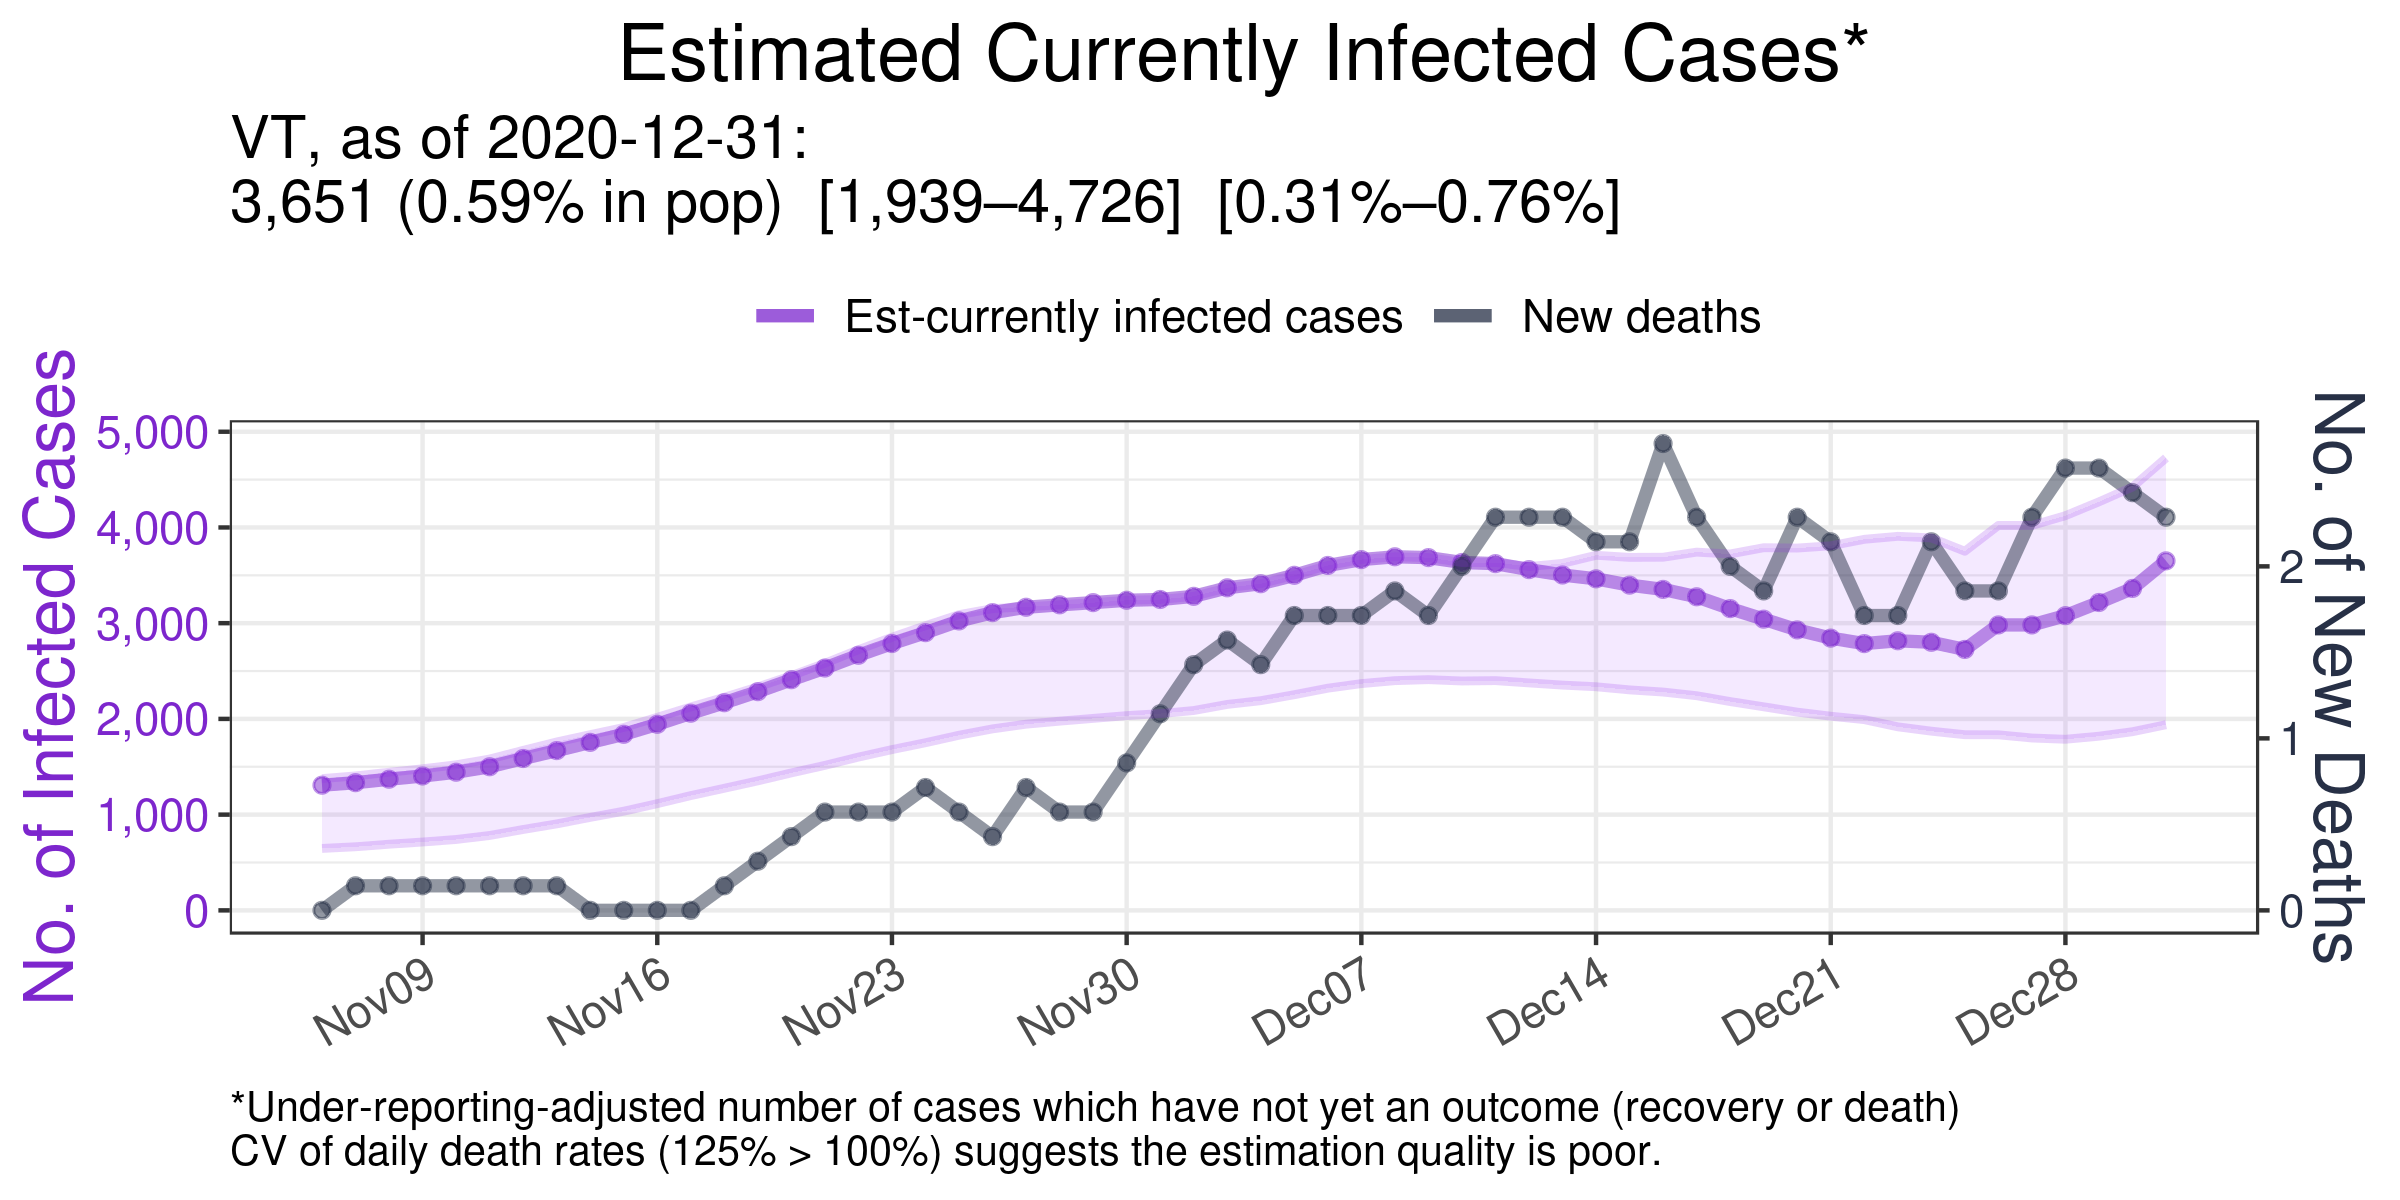 Estimated Currently Infected Cases*
VT, as of 2020-12-31:
3,651 (0.59% in pop)  [1,939–4,726]  [0.31%–0.76%]
Est-currently infected cases
New deaths
No. of Infected Cases
5,000
4,000
3,000
2,000
1,000
0
No. of New Deaths
2
1
0
Nov09
Nov16
Nov23
Nov30
Dec07
Dec14
Dec21
Dec28
*Under-reporting-adjusted number of cases which have not yet an outcome (recovery or death)
CV of daily death rates (125% > 100%) suggests the estimation quality is poor.